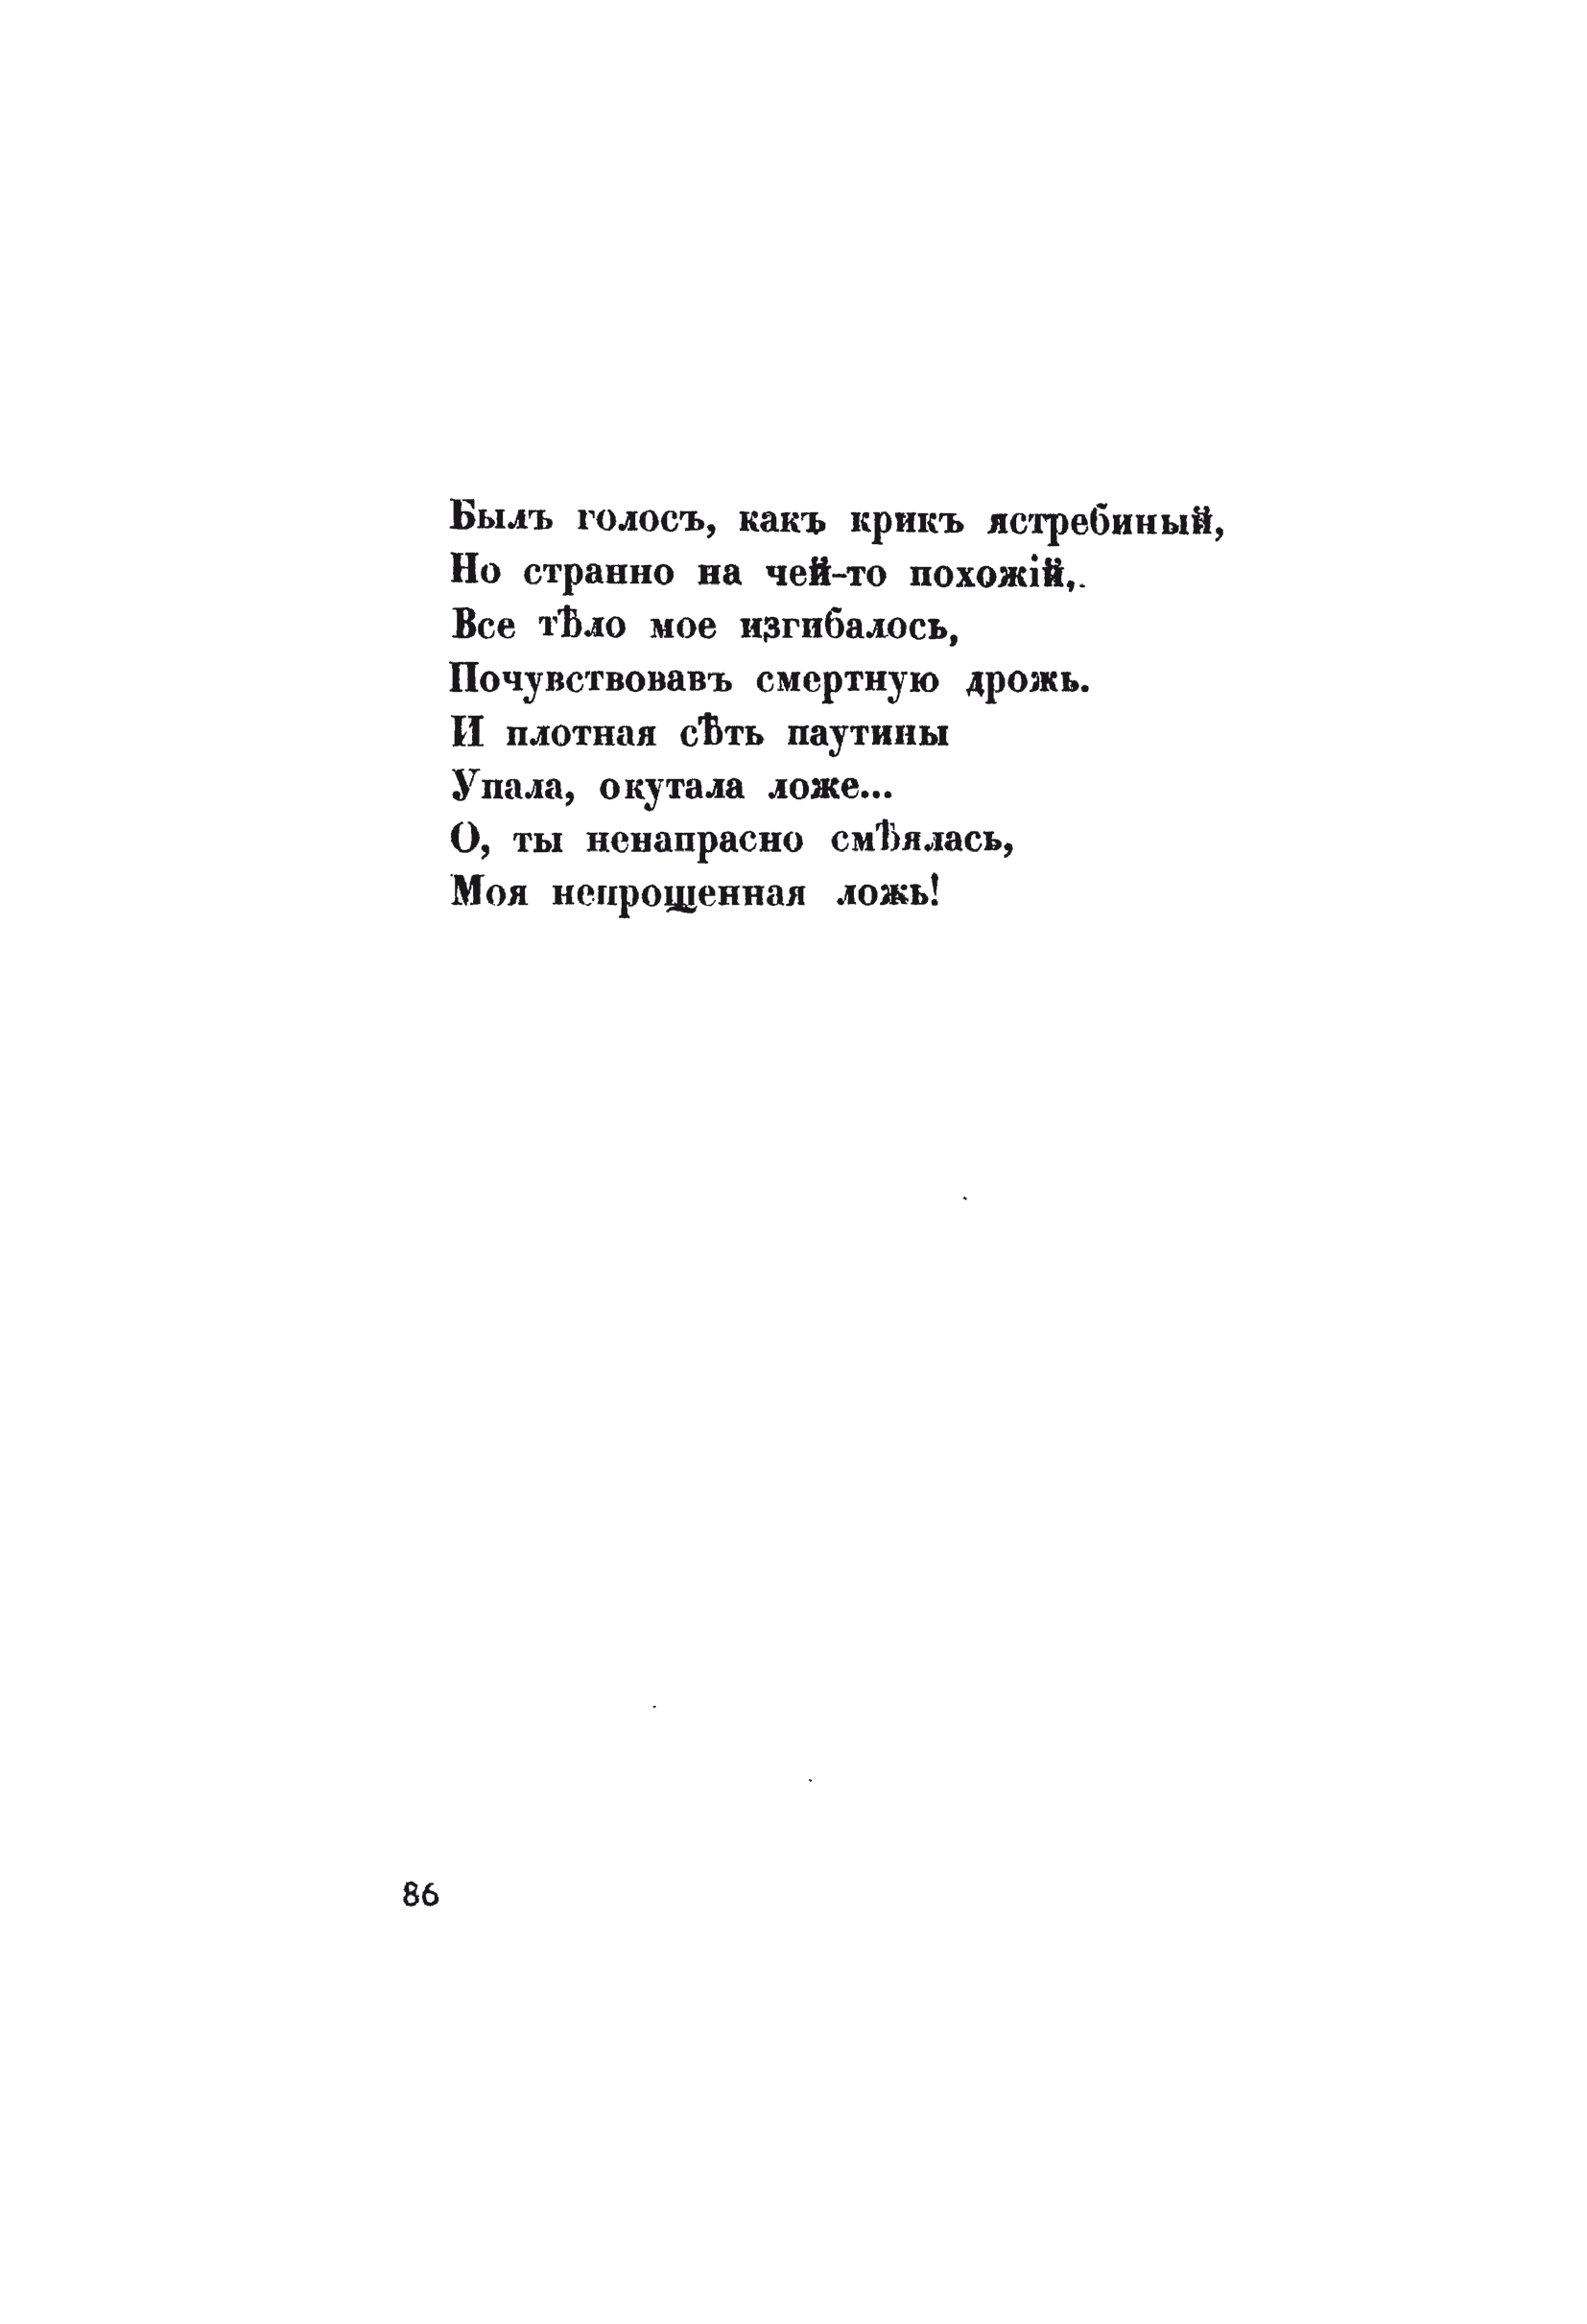 Былъ голосъ, какъ крикъ ястребиный,
Но странно на чей-то похожій,.
Все тѣло мое изгибалось,
Почувствовавъ смертную дрожь.
И плотная сѣть паутины
Упала, окутала ложе...
О, ты ненапрасно смѣялась,
Моя непрощенная ложь!
86